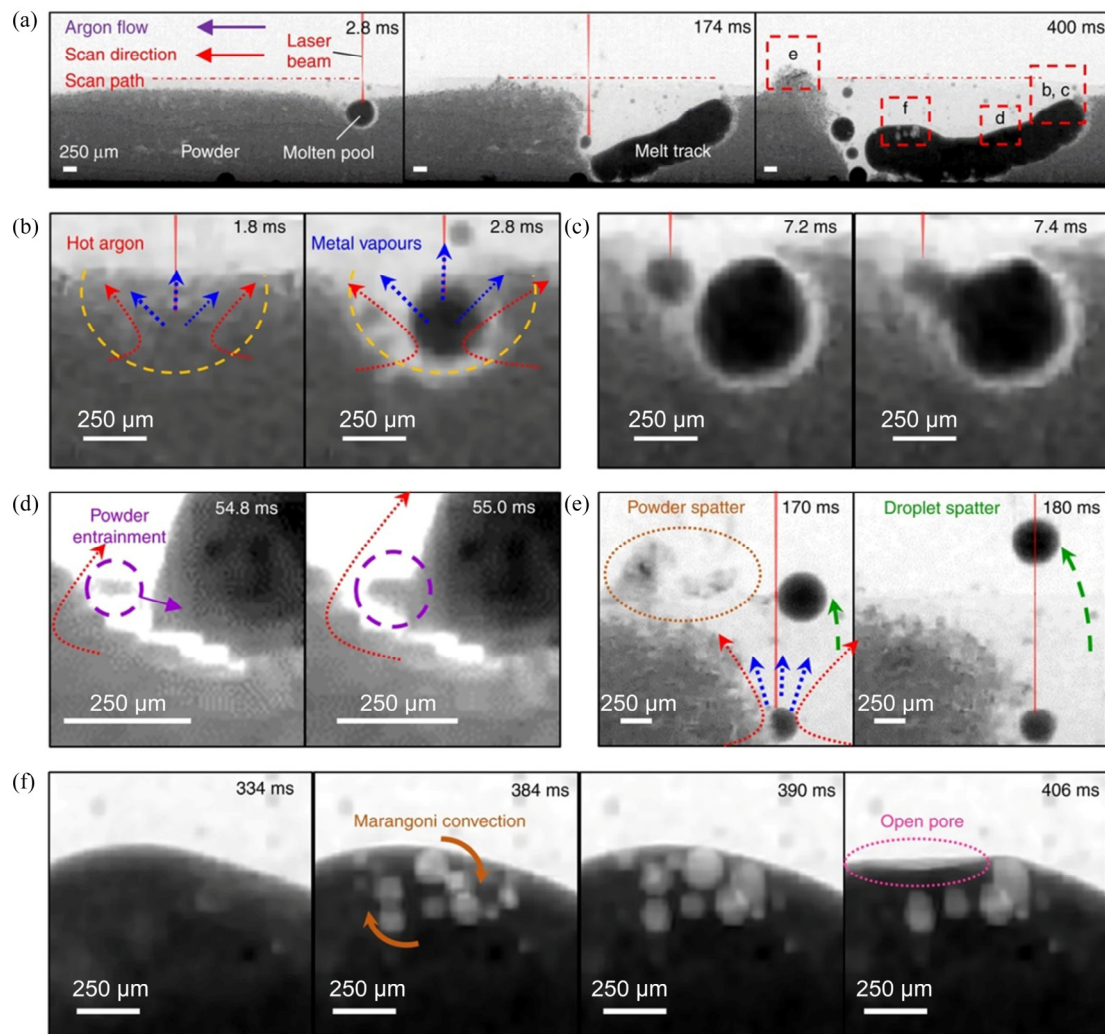 (a)
Argon flow
2.8 ms
174 ms
400 ms
Scan direction
Laser
beam
Scan path
e
b, c
f
d
250 μm
Powder
Molten pool
Melt track
(b)
1.8 ms
2.8 ms
(c)
7.2 ms
7.4 ms
Hot argon
Metal vapours
250 μm
250 μm
250 μm
250 μm
(d)
Powder
entrainment
54.8 ms
55.0 ms
(e)
Powder spatter
170 ms
Droplet spatter
180 ms
250 μm
250 μm
250 μm
250 μm
(f)
334 ms
384 ms
390 ms
406 ms
Marangoni convection
Open pore
250 μm
250 μm
250 μm
250 μm